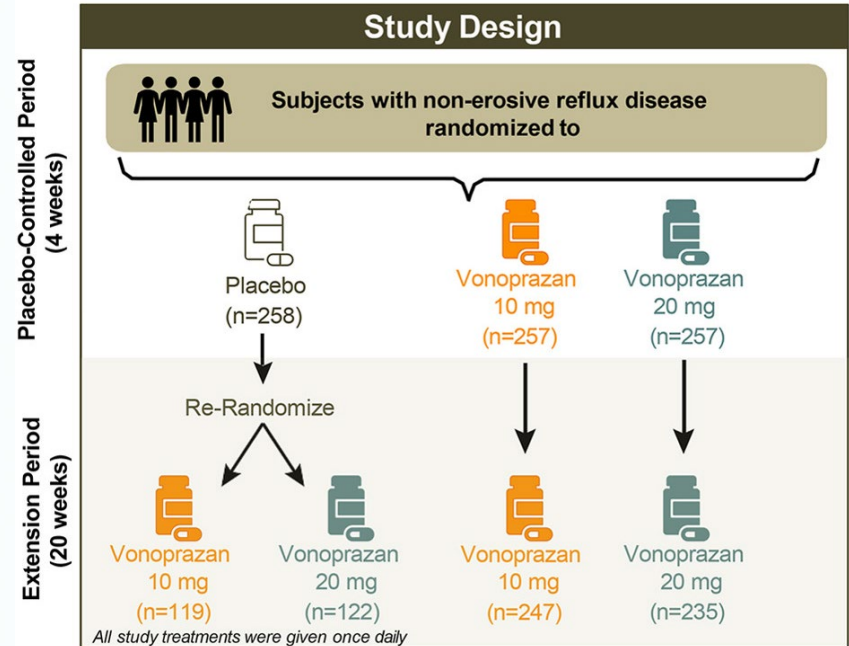 Study Design
Placebo-Controlled Period
(4 weeks)
Subjects with non-erosive reflux disease
randomized to
Placebo
(n=258)
Vonoprazan
10 mg
(n=257)
Vonoprazan
20 mg
(n=257)
Extension Period
(20 weeks)
Re-Randomize
Vonoprazan
10 mg
(n=119)
Vonoprazan
20 mg
(n=122)
Vonoprazan
10 mg
(n=247)
Vonoprazan
20 mg
(n=235)
All study treatments were given once daily